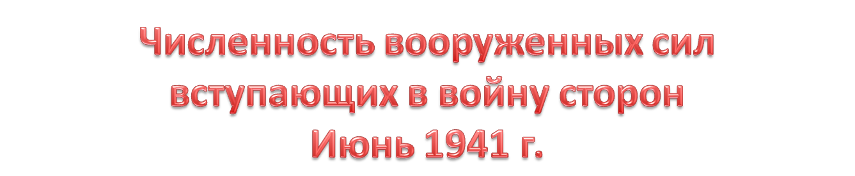 Численность вооруженных сил
вступающих в войну сторон
Июнь 1941 г.